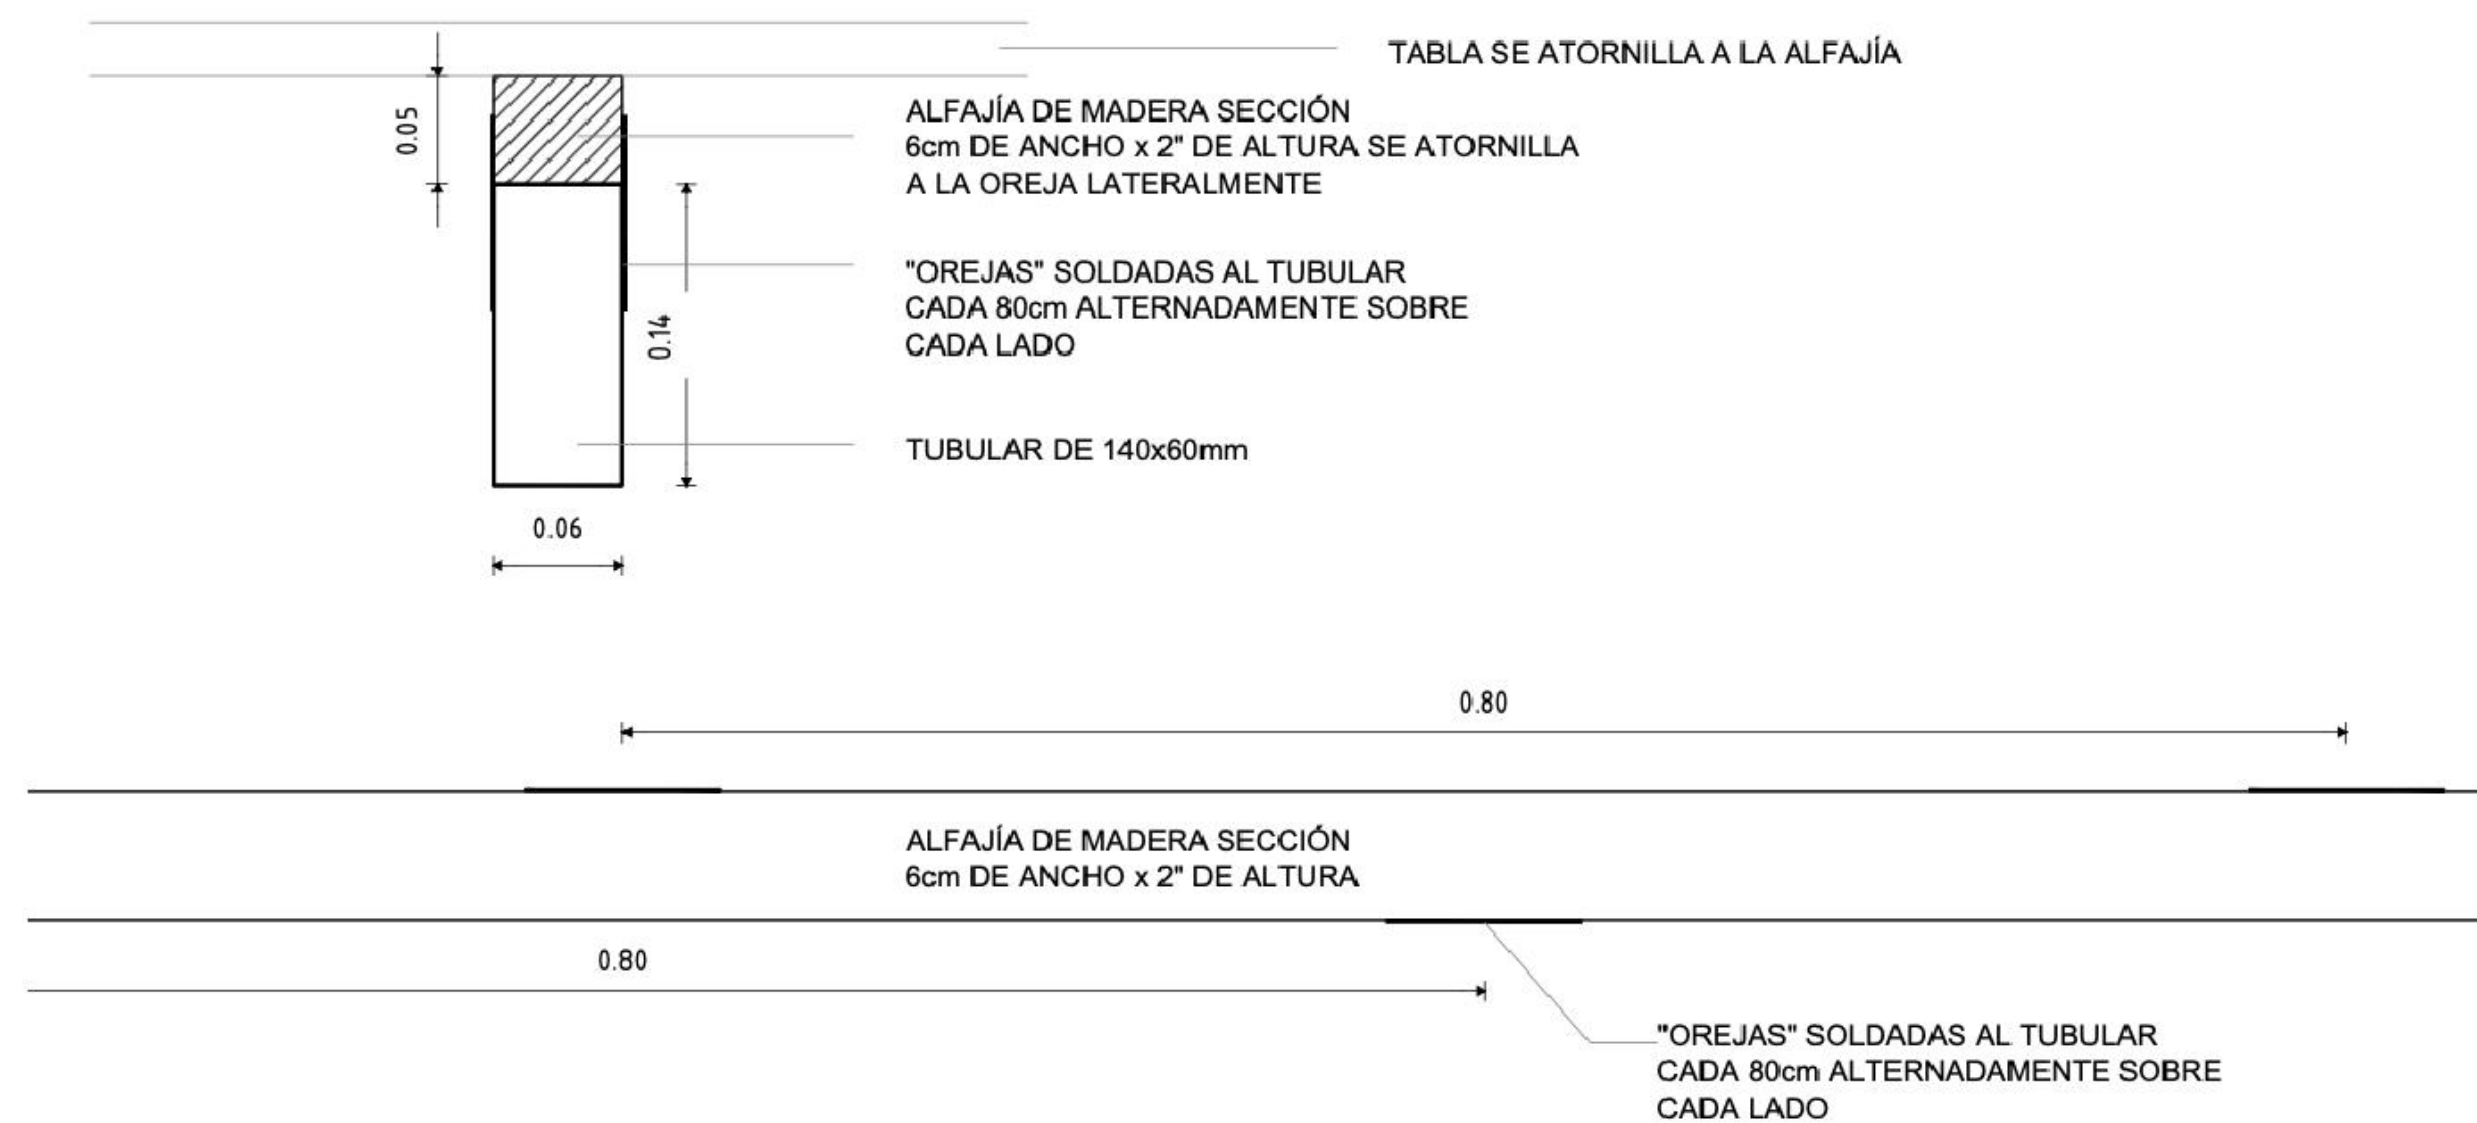 TABLA SE ATORNILLA A LA ALFAJÍA
0.05
ALFAJÍA DE MADERA SECCIÓN
6cm DE ANCHO x 2" DE ALTURA SE ATORNILLA
A LA OREJA LATERALMENTE
"OREJAS" SOLDADAS AL TUBULAR
CADA 80cm ALTERNADAMENTE SOBRE
CADA LADO
0.14
TUBULAR DE 140x60mm
0.06
0.80
ALFAJÍA DE MADERA SECCIÓN
6cm DE ANCHO x 2" DE ALTURA
0.80
"OREJAS" SOLDADAS AL TUBULAR
CADA 80cm ALTERNADAMENTE SOBRE
CADA LADO